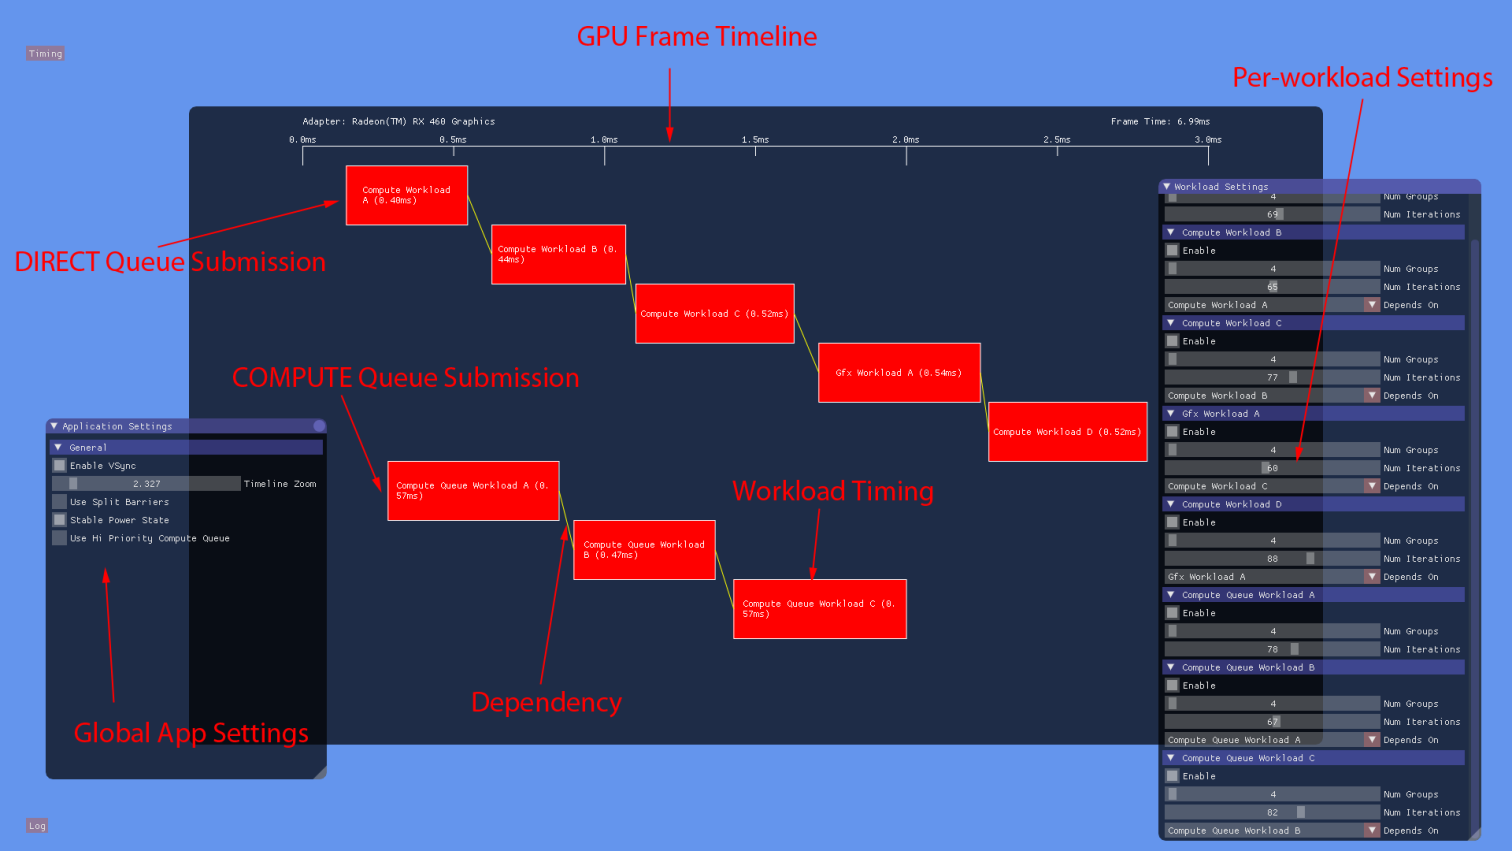 GPU Frame Timeline
Timing
Per-workload Settings
Adapter: Radeon(TM) RX 460 Graphics
Frame Time: 6.99ms
0.0ms 0.5ms 1.0ms 1.5ms 2.0ms 2.5ms 3.0ms
Compute Workload
A (0.40ms)
DIRECT Queue Submission
Compute Workload B (0.
44ms)
Compute Workload C (0.52ms)
Gfx Workload A (0.54ms)
Compute Workload D (0.52ms)
COMPUTE Queue Submission
Compute Queue Workload A (0.
57ms)
Workload Timing
Compute Queue Workload
B (0.47ms)
Compute Queue Workload C (0.
57ms)
Dependency
Application Settings
General
Enable VSync
2.327 Timeline Zoom
Use Split Barriers
Stable Power State
Use Hi Priority Compute Queue
Global App Settings
Log
Workload Settings
4 Num Groups
69 Num Iterations
Compute Workload B
Enable
4 Num Groups
65 Num Iterations
Compute Workload A Depends On
Compute Workload C
Enable
4 Num Groups
77 Num Iterations
Compute Workload B Depends On
Gfx Workload A
Enable
4 Num Groups
60 Num Iterations
Compute Workload C Depends On
Compute Workload D
Enable
4 Num Groups
88 Num Iterations
Gfx Workload A Depends On
Compute Queue Workload A
Enable
4 Num Groups
78 Num Iterations
Compute Queue Workload B
Enable
4 Num Groups
67 Num Iterations
Compute Queue Workload A Depends On
Compute Queue Workload C
Enable
4 Num Groups
82 Num Iterations
Compute Queue Workload B Depends On